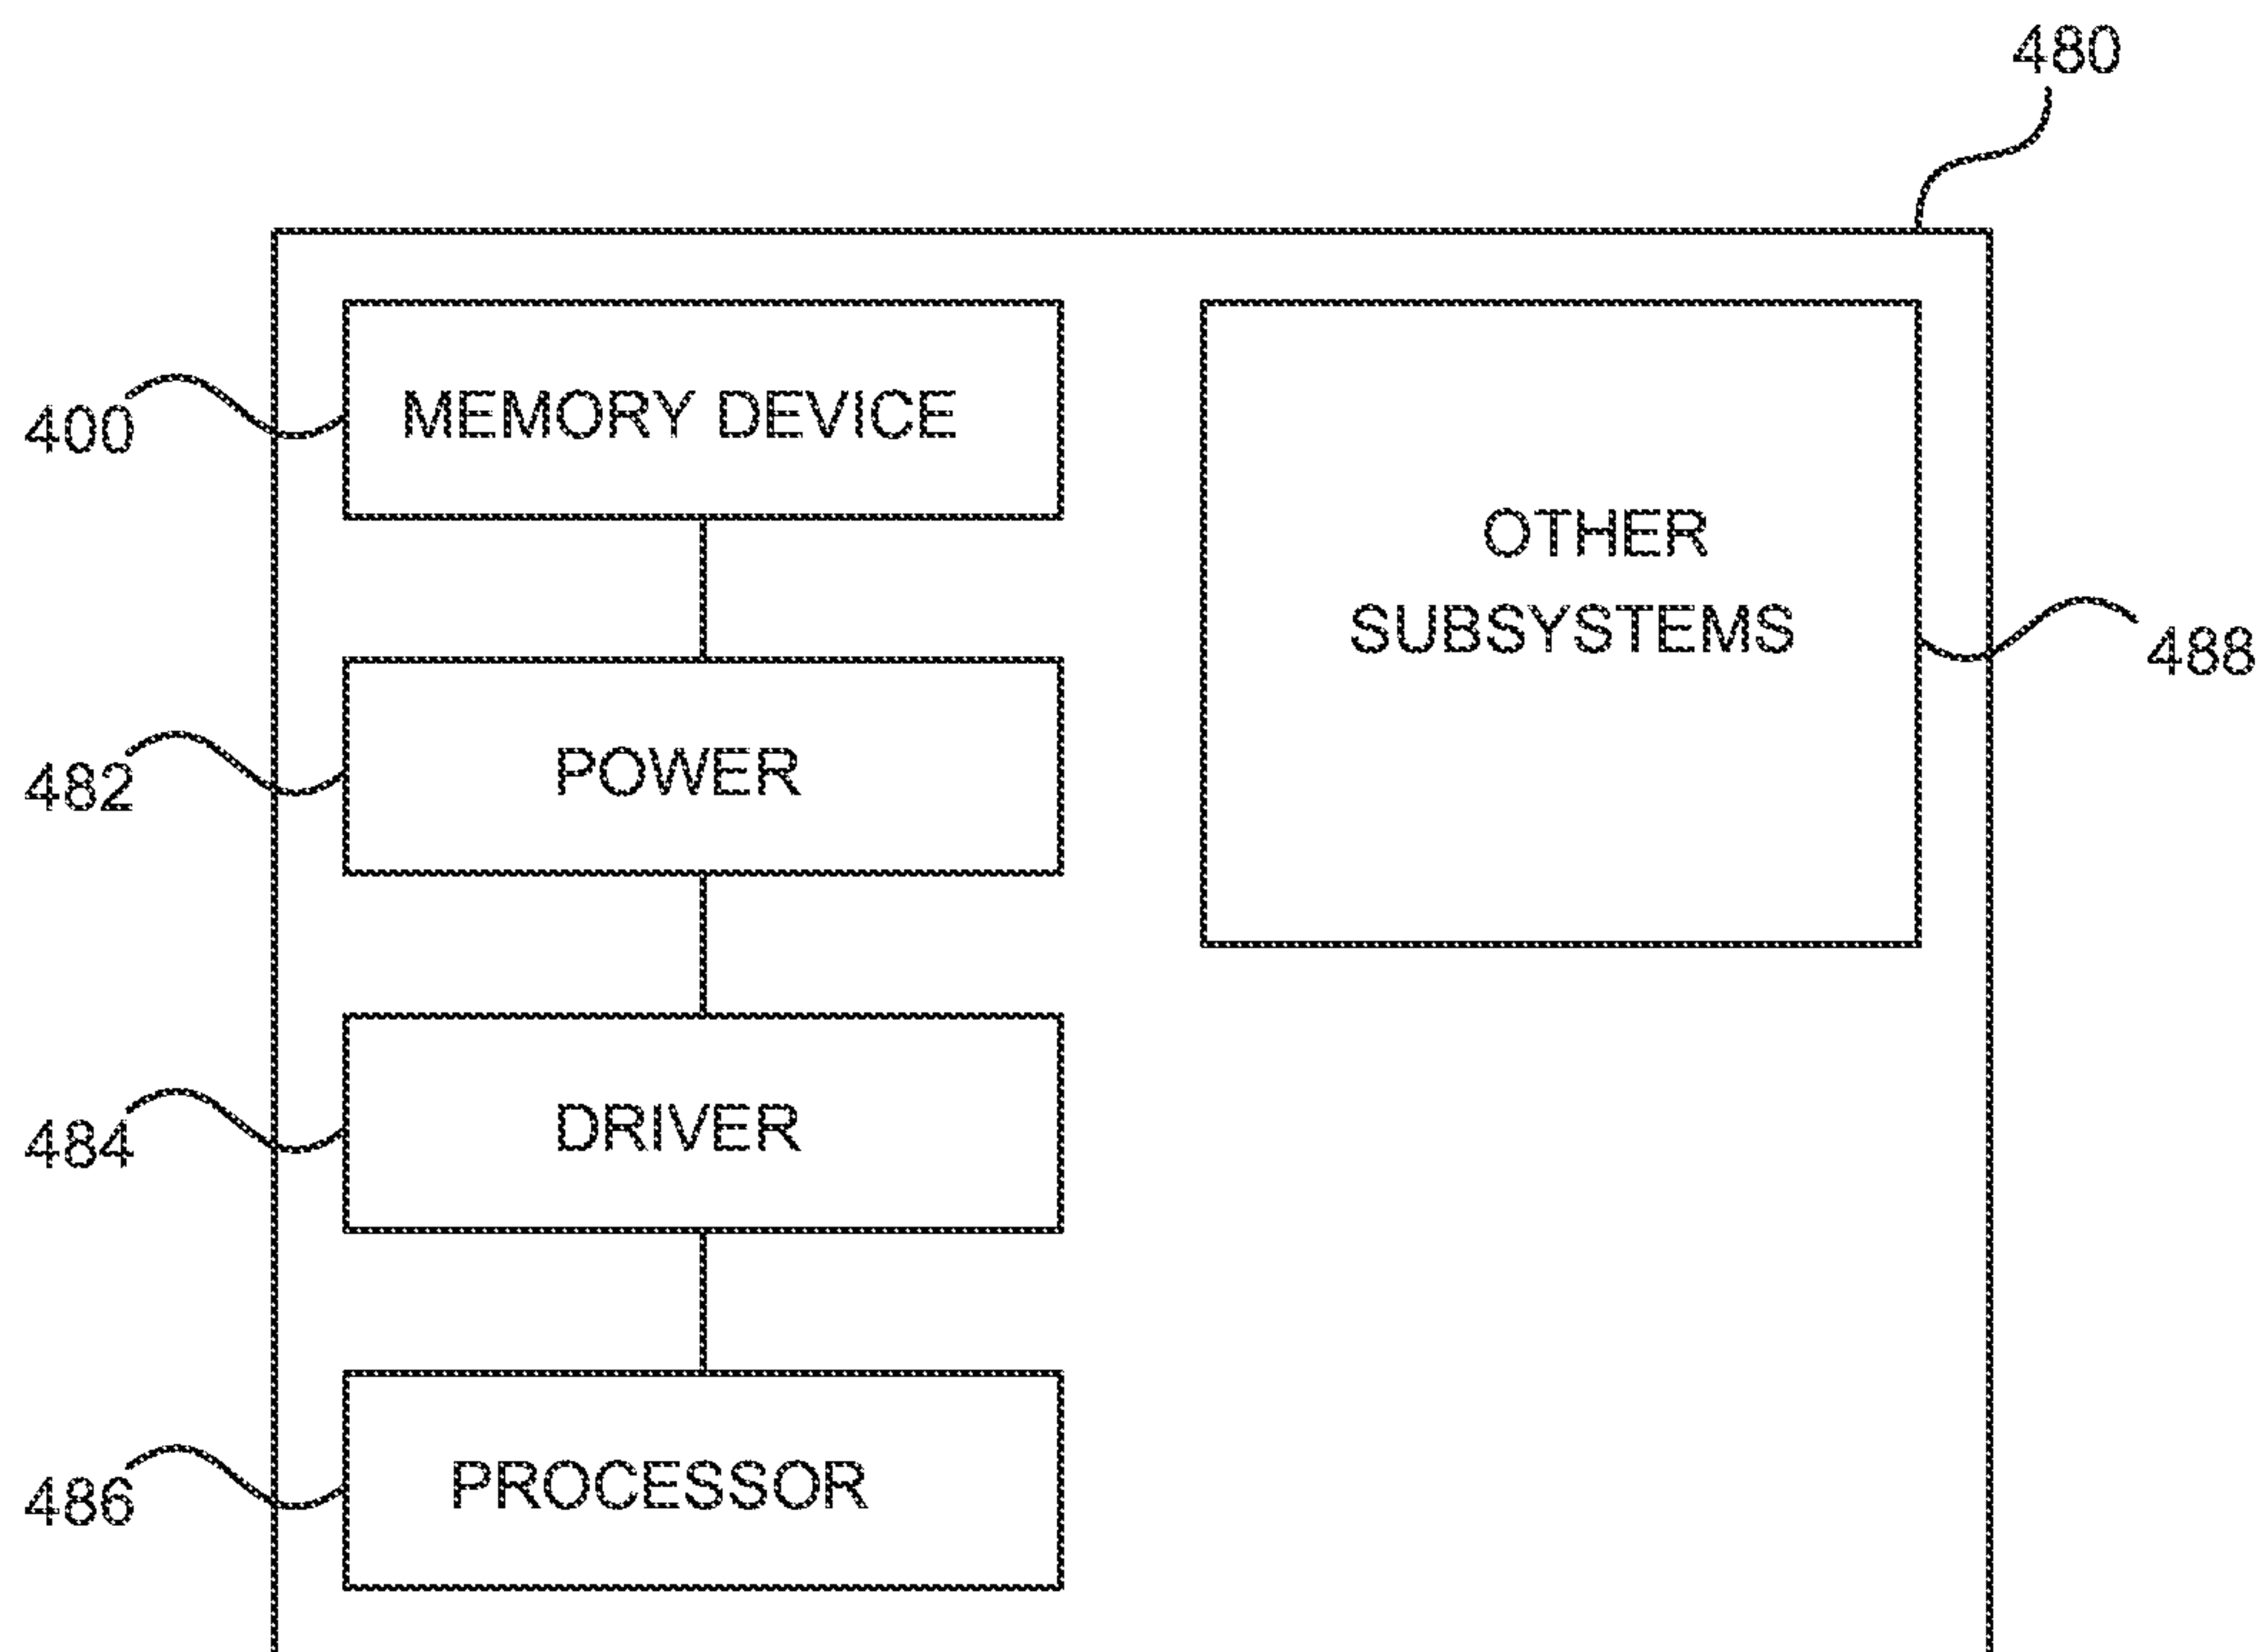 480
MEMORY DEVICE
400
OTHER
SUBSYSTEMS
488
POWER
482
DRIVER
484
PROCESSOR
486